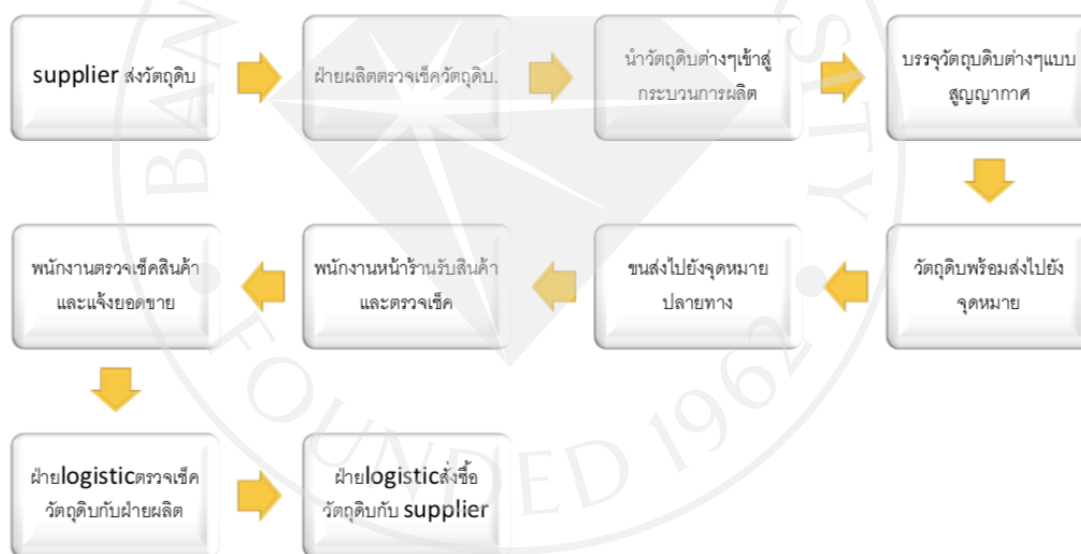 supplier ส่งวัตถุดิบ
ฝ่ายผลิตตรวจเช็ควัตถุดิบ.
นำวัตถุดิบต่างๆเข้าสู่
กระบวนการผลิต
บรรจุวัตถุบดิบต่างๆแบบ
สูญญากาศ
วัตถุดิบพร้อมส่งไปยัง
จุดหมาย
ขนส่งไปยังจุดหมาย
ปลายทาง
พนักงานหน้าร้านรับสินค้า
และตรวจเช็ค
พนักงานตรวจเช็คสินค้า
และแจ้งยอดขาย
ฝ่ายlogisticตรวจเช็ค
วัตถุดิบกับฝ่ายผลิต
ฝ่ายlogisticสั่งซื้อ
วัตถุดิบกับ supplier
FOUNDED 1962